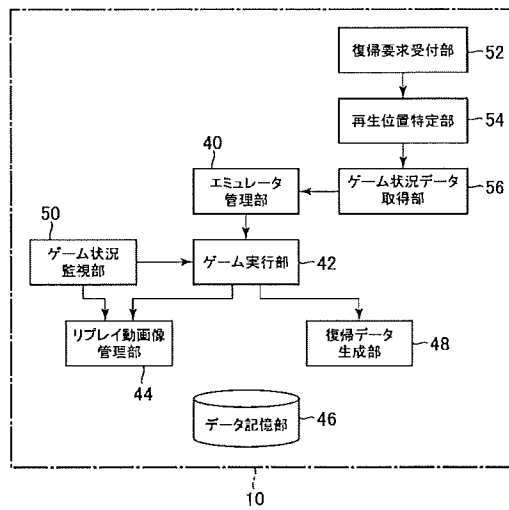 復帰要求受付部
52
再生位置特定部
54
40
エミュレータ
管理部
ゲーム状況データ
取得部
56
50
ゲーム状況
監視部
ゲーム実行部
42
リプレイ動画像
管理部
44
復帰データ
生成部
48
データ記憶部
46
10